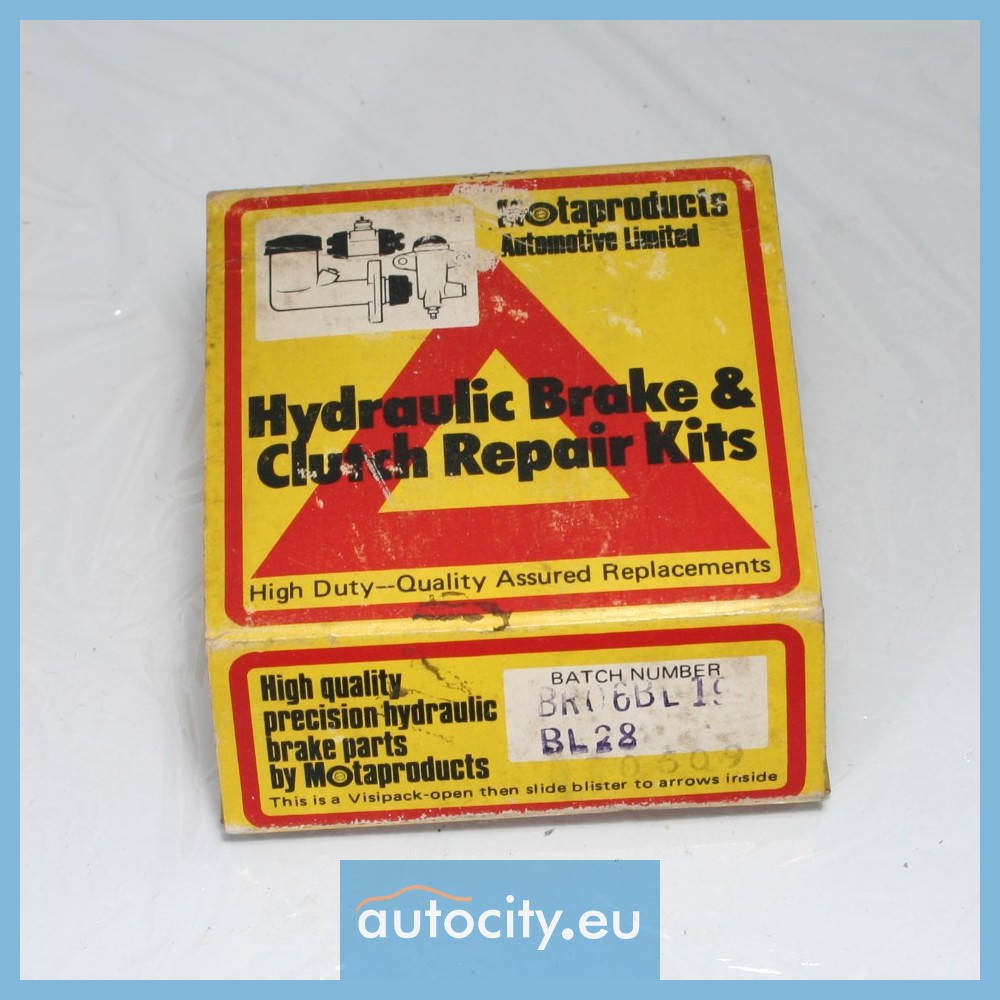 Motaproducts
Automotive Limited
Hydraulic Brake &
Clutch Repair Kits
High Duty--Quality Assured Replacements
High quality
precision hydraulic
brake parts
by Motaproducts
BATCH NUMBER
BL28
This is a Visipack-open then slide blister to arrows inside
autocity.eu